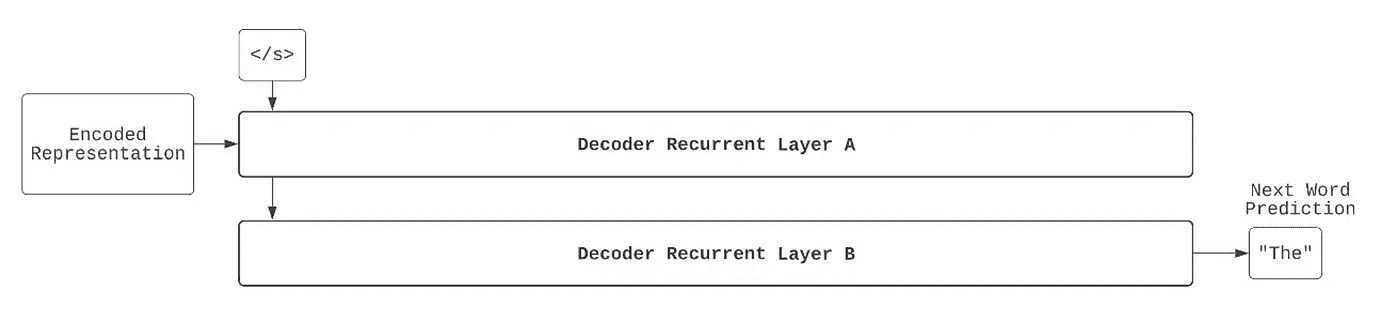 </s>
Encoded
Representation
Decoder Recurrent Layer A
Decoder Recurrent Layer B
Next Word
Prediction
"The"